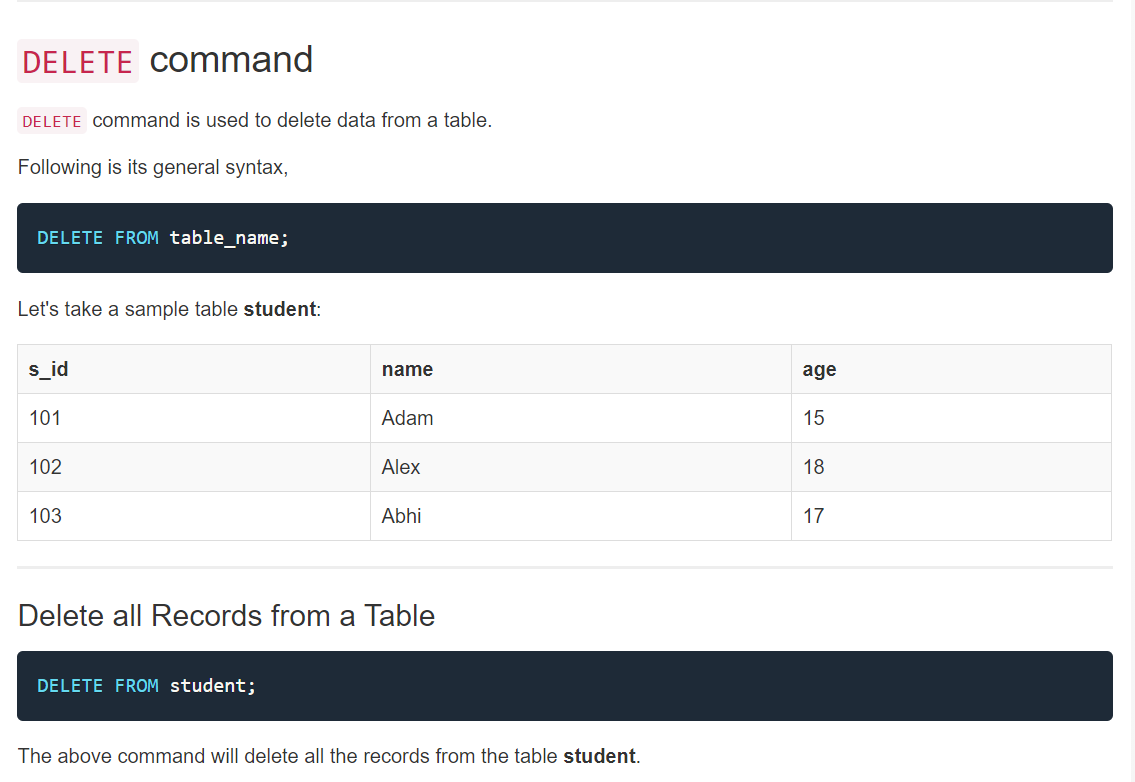 DELETE command
DELETE command is used to delete data from a table.
Following is its general syntax,
DELETE FROM table_name;
Let's take a sample table student:
s_id name age
101 Adam 15
102 Alex 18
103 Abhi 17
Delete all Records from a Table
DELETE FROM student;
The above command will delete all the records from the table student.